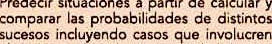 Predecir situaciones a partir de calcular y
comparar las probabilidades de distintos
sucesos incluyendo casos que involucren